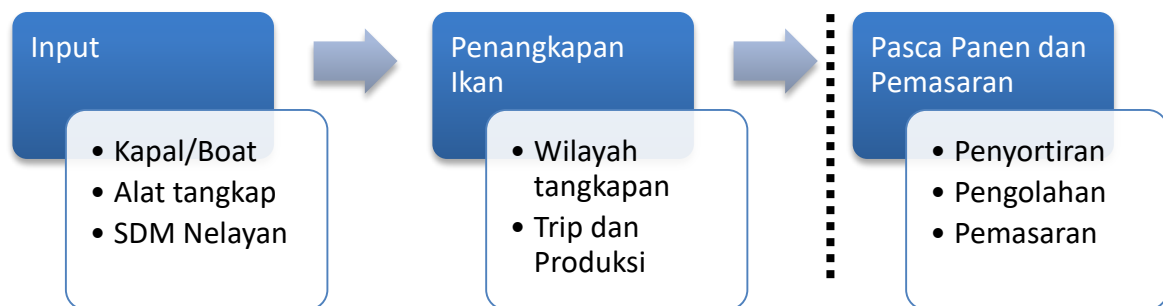 Input
• Kapal/Boat
• Alat tangkap
• SDM Nelayan
Penangkapan
Ikan
• Wilayah
tangkapan
• Trip dan
Produksi
Pasca Panen dan
Pemasaran
• Penyortiran
• Pengolahan
• Pemasaran